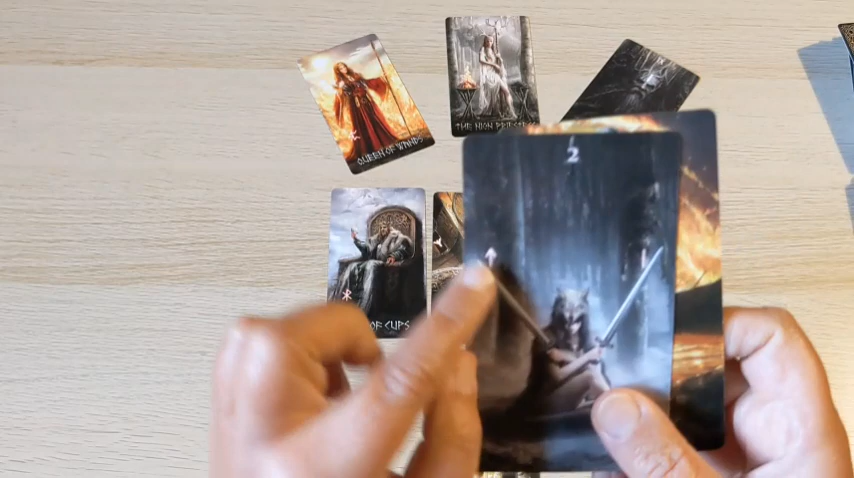 QUEEN OF WANDS
THE HIGH PRIESTESS
2
OF CUPS